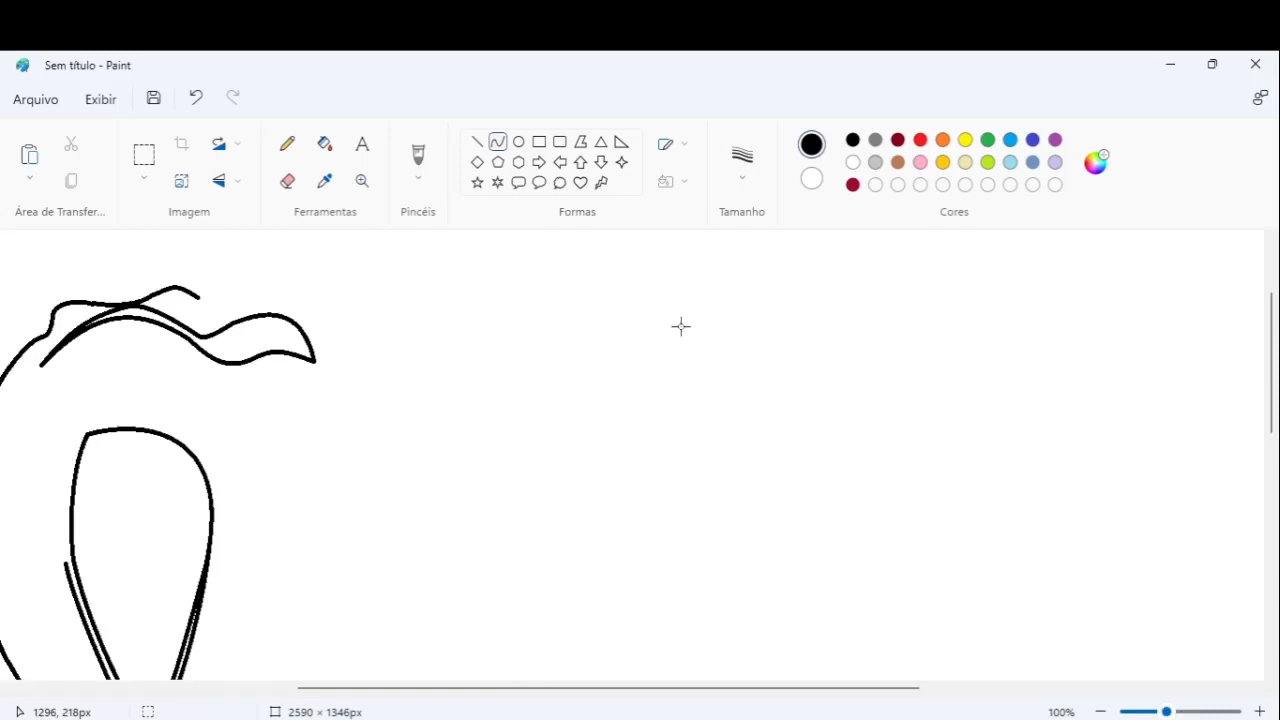 Sem título - Paint
Arquivo Exibir
A
Área de Transfer... Imagem Ferramentas Pincéis Formas Tamanho Cores
1296, 218px 2590 × 1346px 100%